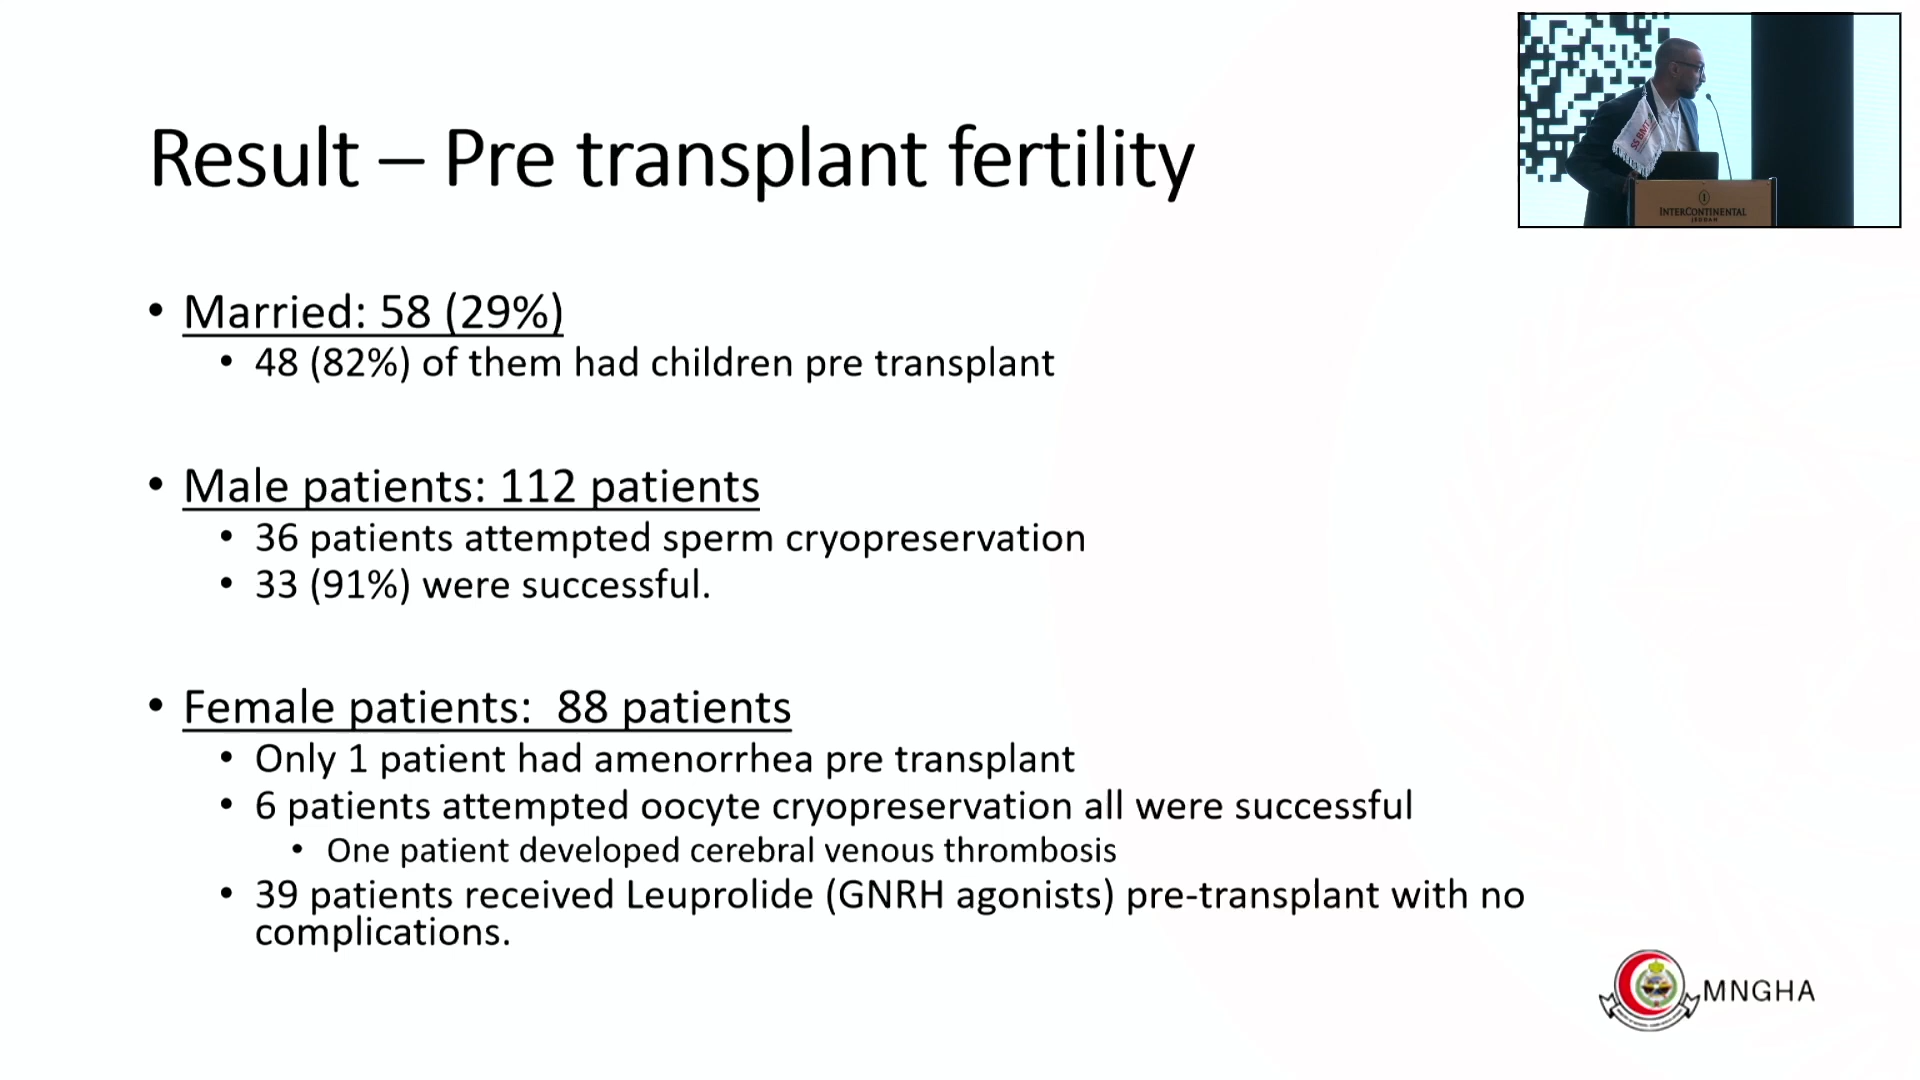 Result – Pre transplant fertility
SS BMT
INTERCONTINENTAL
JEDDAH
• Married: 58 (29%)
• 48 (82%) of them had children pre transplant
• Male patients: 112 patients
• 36 patients attempted sperm cryopreservation
• 33 (91%) were successful.
• Female patients:  88 patients
• Only 1 patient had amenorrhea pre transplant
• 6 patients attempted oocyte cryopreservation all were successful
• One patient developed cerebral venous thrombosis
• 39 patients received Leuprolide (GNRH agonists) pre-transplant with no
complications.
MNGHA